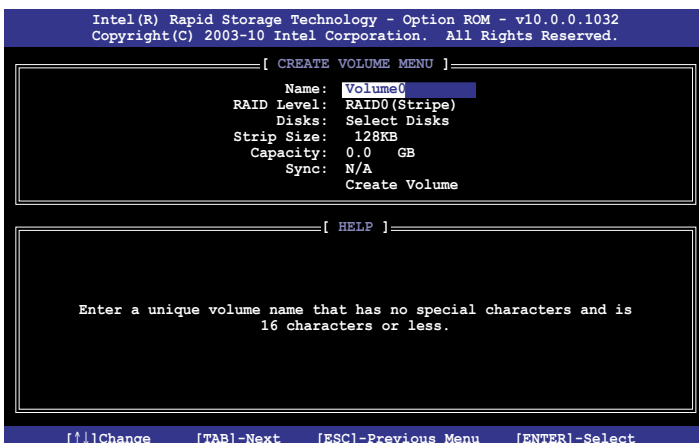 Intel(R) Rapid Storage Technology - Option ROM - v10.0.0.1032
Copyright(C) 2003-10 Intel Corporation.  All Rights Reserved.
[ CREATE VOLUME MENU ]
Name: Volume0
RAID Level: RAID0(Stripe)
Disks: Select Disks
Strip Size: 128KB
Capacity: 0.0 GB
Sync: N/A
Create Volume
[ HELP ]
Enter a unique volume name that has no special characters and is
16 characters or less.
[↑↓]Change [TAB]-Next [ESC]-Previous Menu [ENTER]-Select